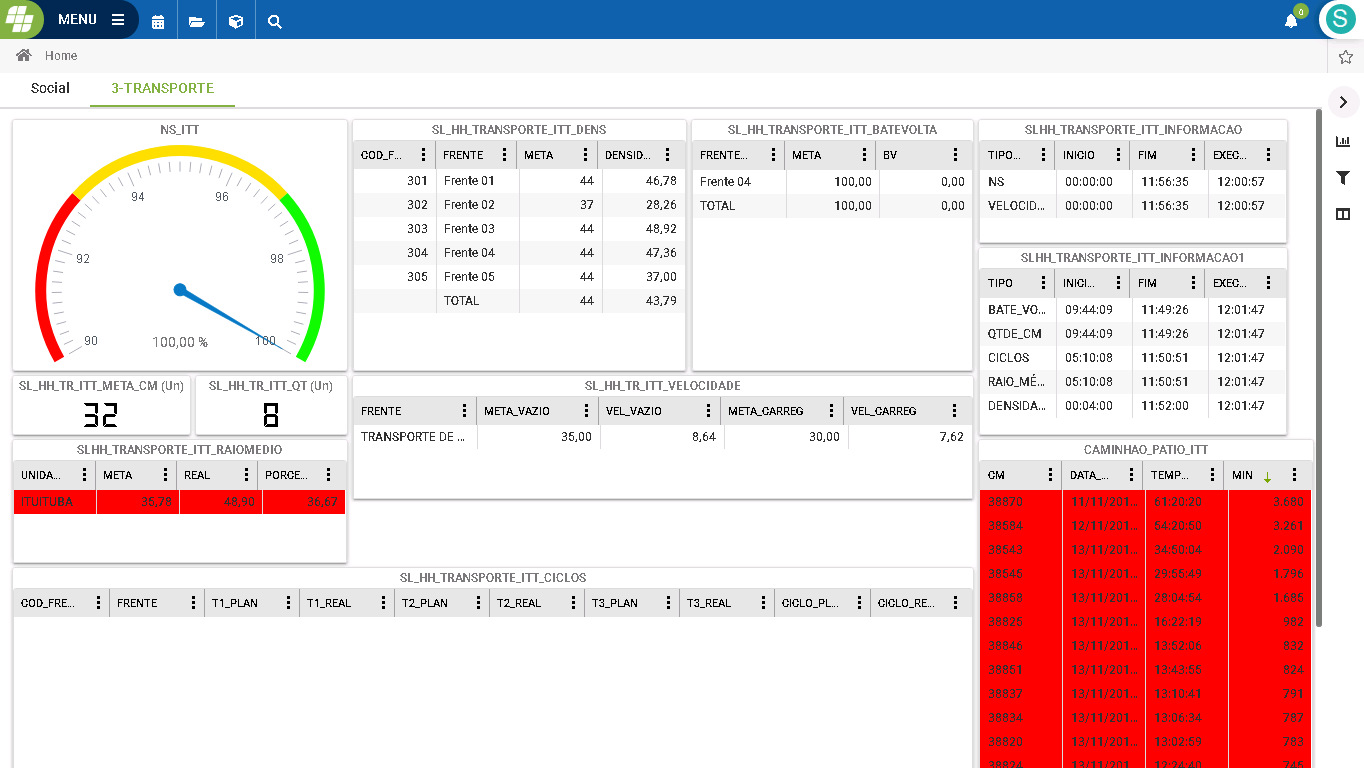 MENU
0
S
Home
Social 3-TRANSPORTE
NS_ITT
94 96
92 98
90 100
100,00 %
SL_HH_TRANSPORTE_ITT_DENS
COD_F... FRENTE META DENSID...
301 Frente 01 44 46,78
302 Frente 02 37 28,26
303 Frente 03 44 48,92
304 Frente 04 44 47,36
305 Frente 05 44 37,00
TOTAL 44 43,79
SL_HH_TRANSPORTE_ITT_BATEVOLTA
FRENTE... META BV
Frente 04 100,00 0,00
TOTAL 100,00 0,00
SLHH_TRANSPORTE_ITT_INFORMACAO
TIPO... INICIO FIM EXEC...
NS 00:00:00 11:56:35 12:00:57
VELOCID... 00:00:00 11:56:35 12:00:57
SLHH_TRANSPORTE_ITT_INFORMACAO1
TIPO INICI... FIM EXEC...
BATE_VO... 09:44:09 11:49:26 12:01:47
QTDE_CM 09:44:09 11:49:26 12:01:47
CICLOS 05:10:08 11:50:51 12:01:47
RAIO_MÉ... 05:10:08 11:50:51 12:01:47
DENSIDA... 00:04:00 11:52:00 12:01:47
SL_HH_TR_ITT_META_CM (Un)
32
SL_HH_TR_ITT_QT (Un)
8
SL_HH_TR_ITT_VELOCIDADE
FRENTE META_VAZIO VEL_VAZIO META_CARREG VEL_CARREG
TRANSPORTE DE ... 35,00 8,64 30,00 7,62
SLHH_TRANSPORTE_ITT_RAIOMEDIO
UNIDA... META REAL PORCE...
ITUITUBA 35,78 48,90 36,67
CAMINHAO_PATIO_ITT
CM DATA_... TEMP... MIN
38870 11/11/201... 61:20:20 3.680
38584 12/11/201... 54:20:50 3.261
38543 13/11/201... 34:50:04 2.090
38545 13/11/201... 29:55:49 1.796
38858 13/11/201... 28:04:54 1.685
38825 13/11/201... 16:22:19 982
38846 13/11/201... 13:52:06 832
38851 13/11/201... 13:43:55 824
38837 13/11/201... 13:10:41 791
38834 13/11/201... 13:06:34 787
38820 13/11/201... 13:02:59 783
38824 13/11/201... 12:24:40 745
SL_HH_TRANSPORTE_ITT_CICLOS
COD_FRE... FRENTE T1_PLAN T1_REAL T2_PLAN T2_REAL T3_PLAN T3_REAL CICLO_PL... CICLO_RE...